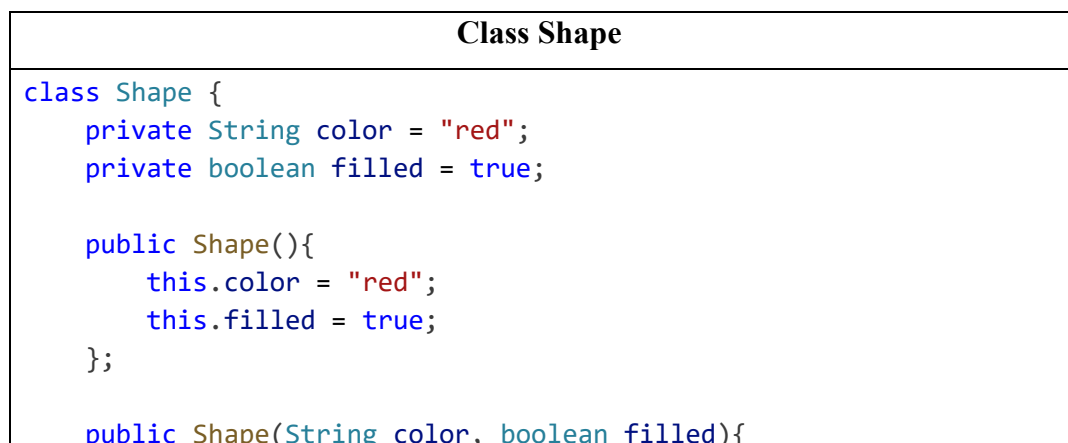 Class Shape
class Shape {
    private String color = "red";
    private boolean filled = true;

    public Shape(){
        this.color = "red";
        this.filled = true;
    };

    public Shape(String color, boolean filled){